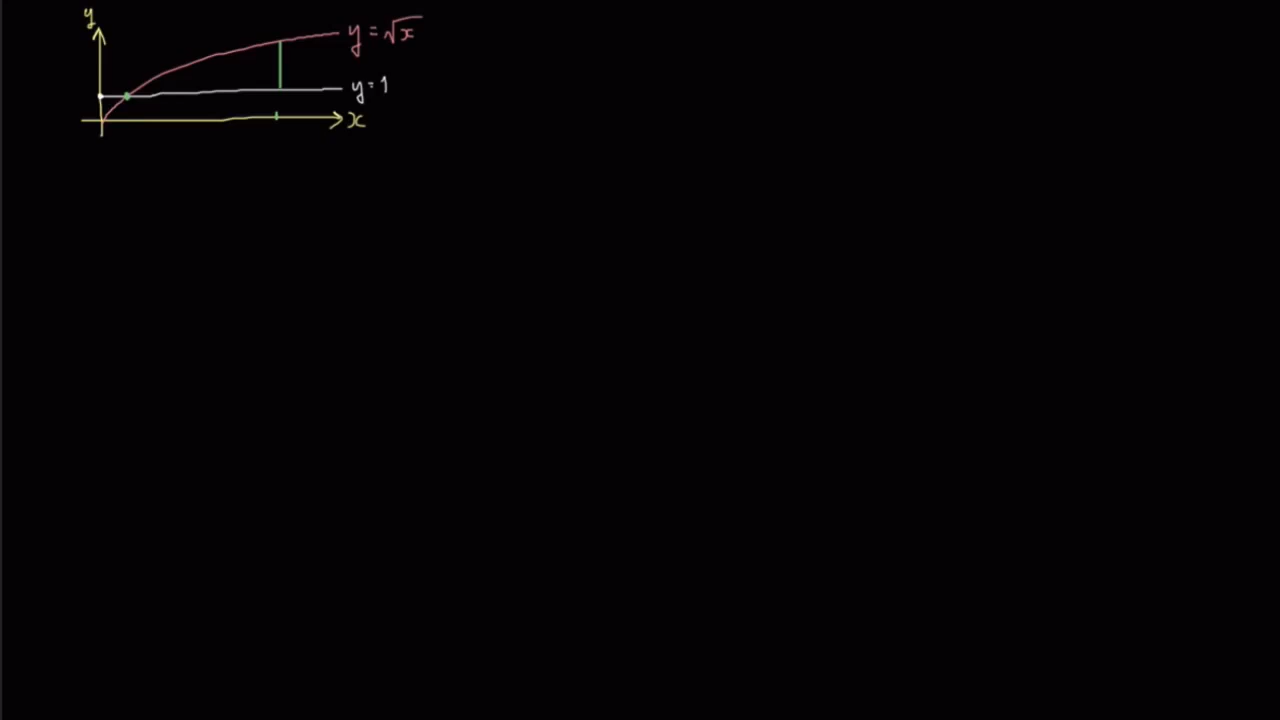 y
y = √x
y = 1
x